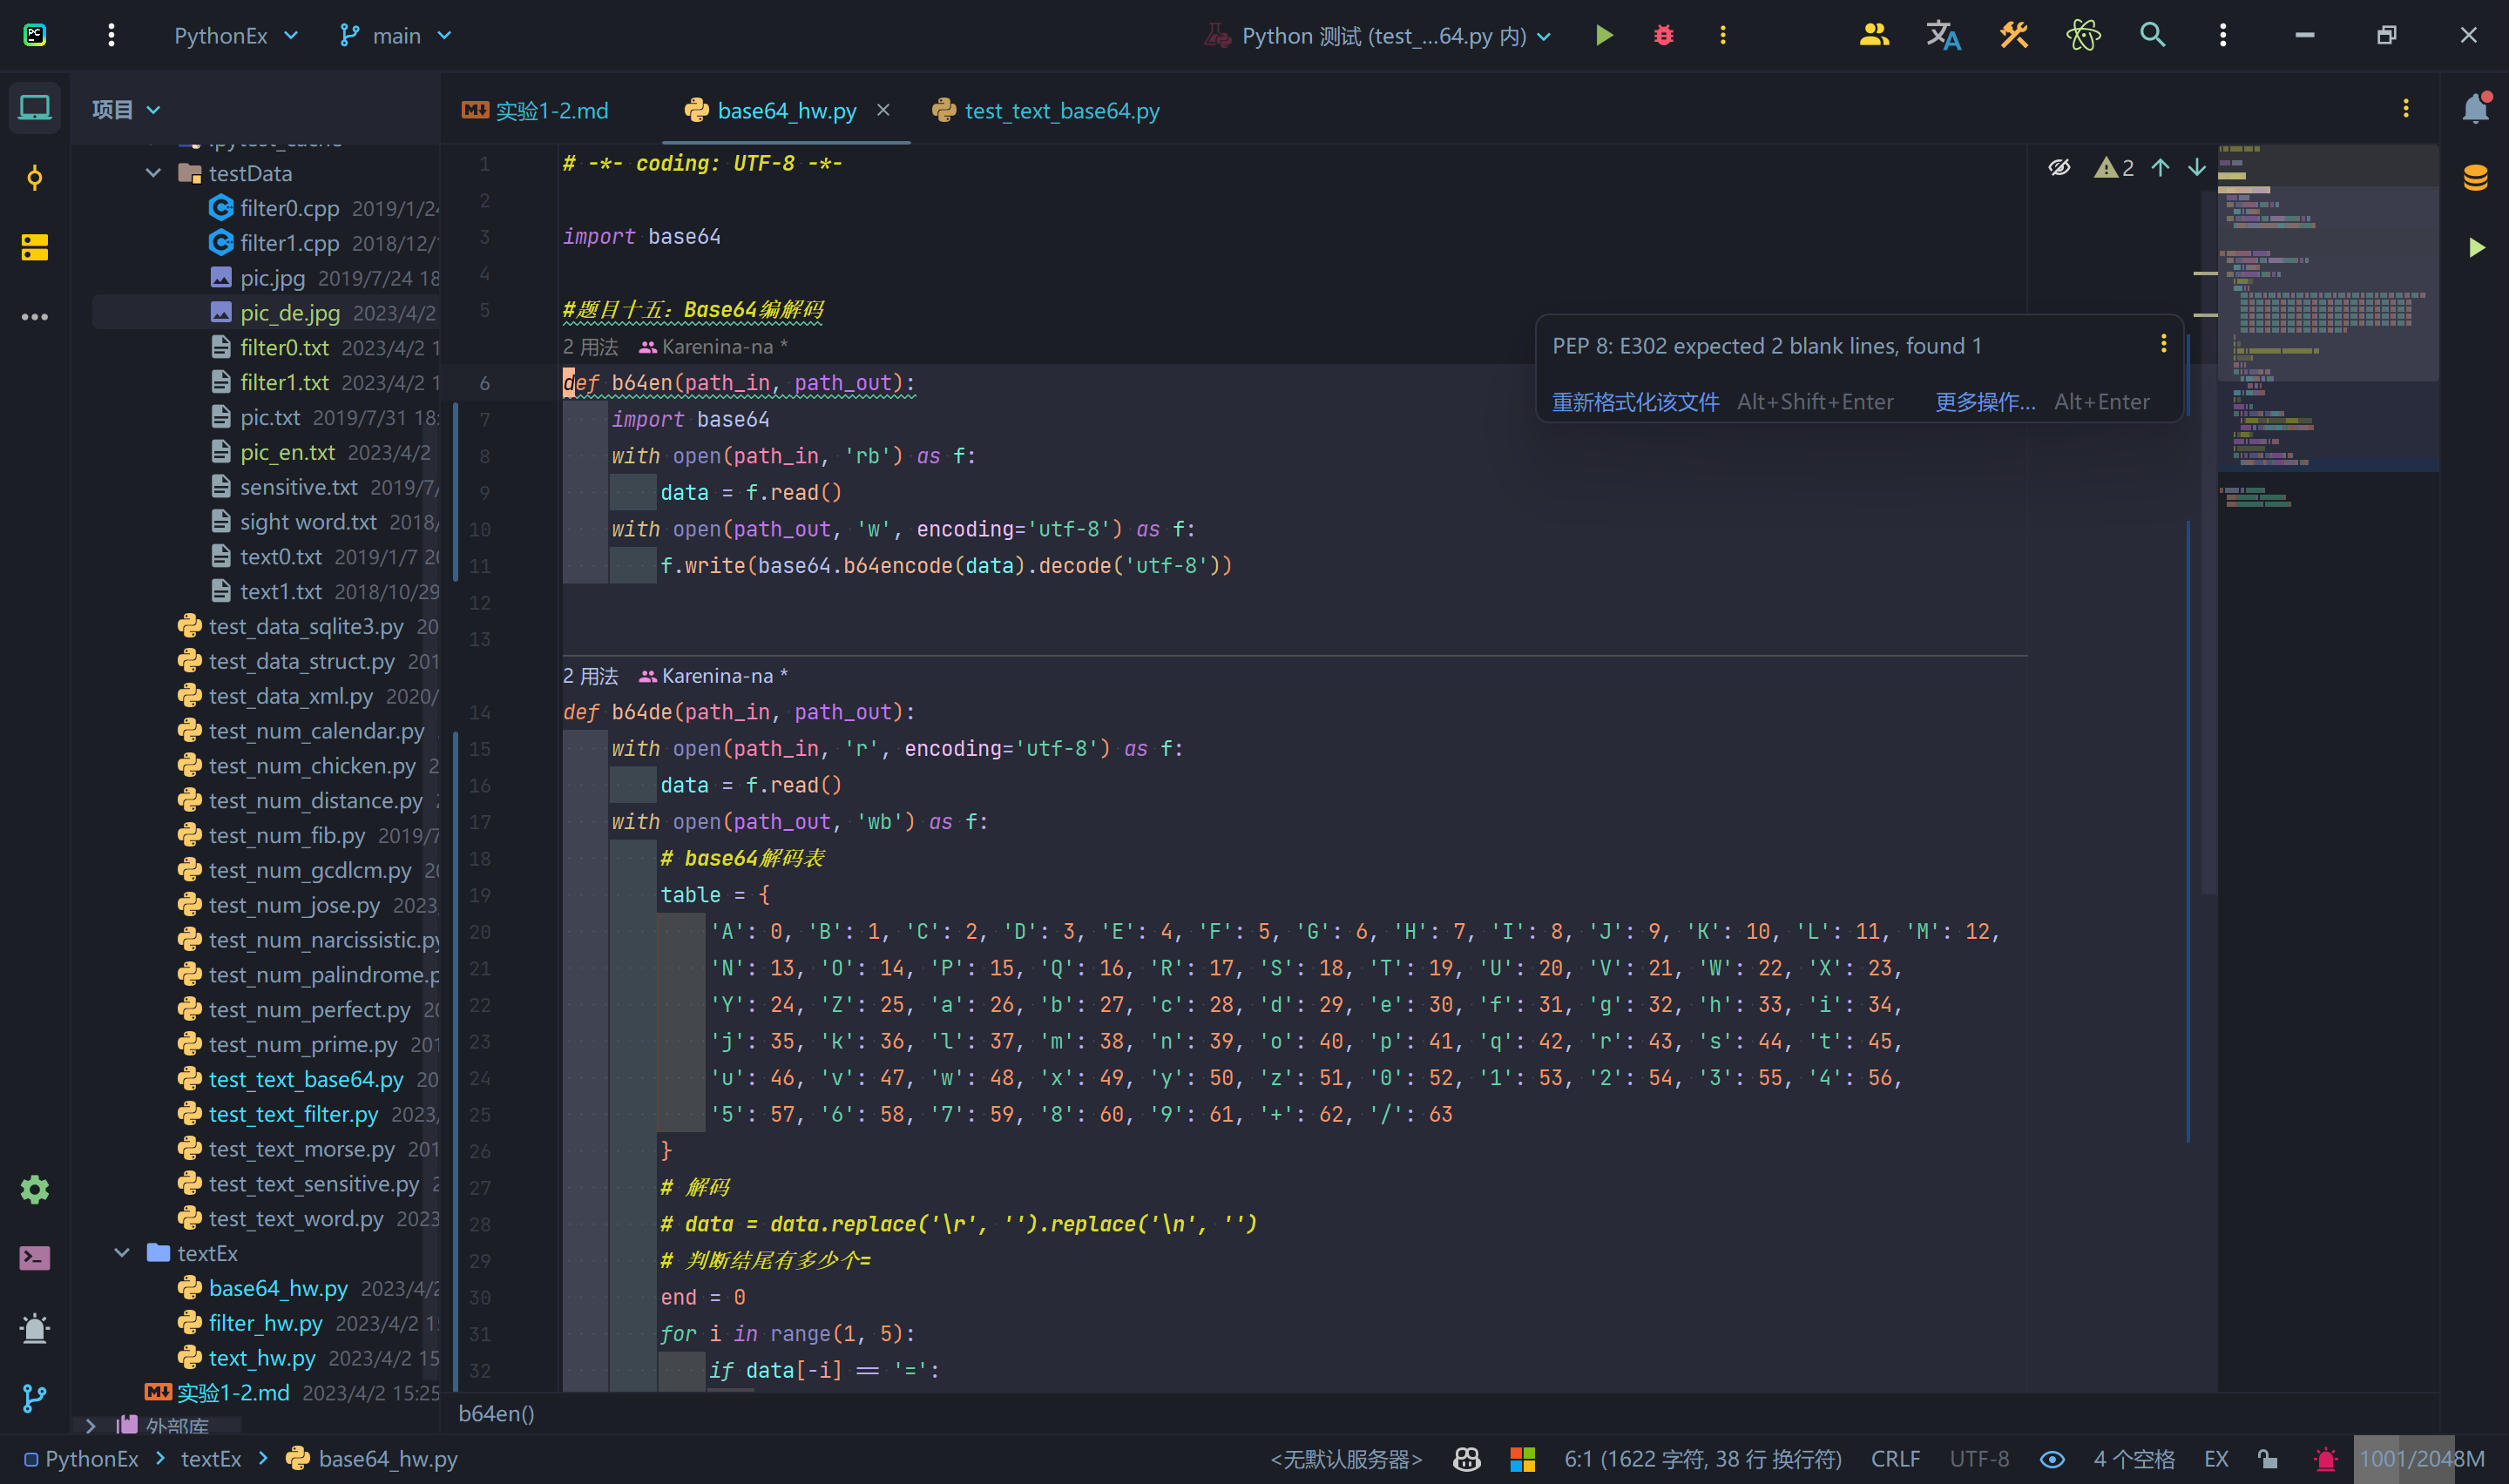 PC PythonEx main Python 测试 (test_...64.py 内)
项目
实验1-2.md base64_hw.py test_text_base64.py
.pytest_cache
testData
filter0.cpp 2019/1/24
filter1.cpp 2018/12/
pic.jpg 2019/7/24 18
pic_de.jpg 2023/4/2
filter0.txt 2023/4/2 1
filter1.txt 2023/4/2 1
pic.txt 2019/7/31 18:
pic_en.txt 2023/4/2
sensitive.txt 2019/7/
sight word.txt 2018/
text0.txt 2019/1/7 20
text1.txt 2018/10/29
test_data_sqlite3.py 20
test_data_struct.py 201
test_data_xml.py 2020/
test_num_calendar.py
test_num_chicken.py 2
test_num_distance.py
test_num_fib.py 2019/7
test_num_gcdlcm.py 20
test_num_jose.py 2023
test_num_narcissistic.py
test_num_palindrome.p
test_num_perfect.py 20
test_num_prime.py 201
test_text_base64.py 20
test_text_filter.py 2023/
test_text_morse.py 201
test_text_sensitive.py 2
test_text_word.py 2023
textEx
base64_hw.py 2023/4/2
filter_hw.py 2023/4/2 1
text_hw.py 2023/4/2 15
M↓ 实验1-2.md 2023/4/2 15:25
外部库
1 # -*- coding: UTF-8 -*-
2
3 import base64
4
5 #题目十五：Base64编解码
2 用法 Karenina-na *
6 def b64en(path_in, path_out):
7 import base64
8 with open(path_in, 'rb') as f:
9 data = f.read()
10 with open(path_out, 'w', encoding='utf-8') as f:
11 f.write(base64.b64encode(data).decode('utf-8'))
12
13
2 用法 Karenina-na *
14 def b64de(path_in, path_out):
15 with open(path_in, 'r', encoding='utf-8') as f:
16 data = f.read()
17 with open(path_out, 'wb') as f:
18 # base64解码表
19 table = {
20 'A': 0, 'B': 1, 'C': 2, 'D': 3, 'E': 4, 'F': 5, 'G': 6, 'H': 7, 'I': 8, 'J': 9, 'K': 10, 'L': 11, 'M': 12,
21 'N': 13, 'O': 14, 'P': 15, 'Q': 16, 'R': 17, 'S': 18, 'T': 19, 'U': 20, 'V': 21, 'W': 22, 'X': 23,
22 'Y': 24, 'Z': 25, 'a': 26, 'b': 27, 'c': 28, 'd': 29, 'e': 30, 'f': 31, 'g': 32, 'h': 33, 'i': 34,
23 'j': 35, 'k': 36, 'l': 37, 'm': 38, 'n': 39, 'o': 40, 'p': 41, 'q': 42, 'r': 43, 's': 44, 't': 45,
24 'u': 46, 'v': 47, 'w': 48, 'x': 49, 'y': 50, 'z': 51, '0': 52, '1': 53, '2': 54, '3': 55, '4': 56,
25 '5': 57, '6': 58, '7': 59, '8': 60, '9': 61, '+': 62, '/': 63
26 }
27 # 解码
28 # data = data.replace('\r', '').replace('\n', '')
29 # 判断结尾有多少个=
30 end = 0
31 for i in range(1, 5):
32 if data[-i] == '=':
2
PEP 8: E302 expected 2 blank lines, found 1
重新格式化该文件 Alt+Shift+Enter 更多操作... Alt+Enter
b64en()
PythonEx > textEx > base64_hw.py <无默认服务器> 6:1 (1622 字符, 38 行 换行符) CRLF UTF-8 4 个空格 EX 1001/2048M